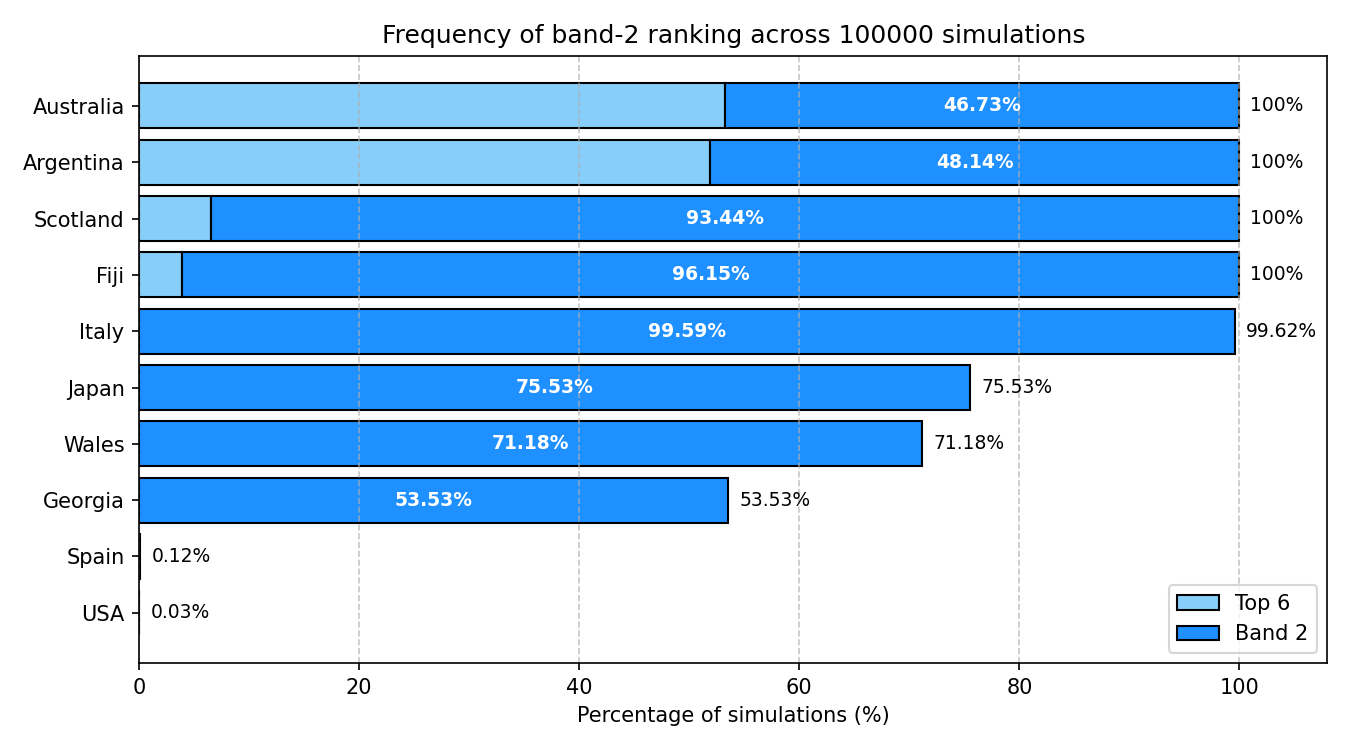 Frequency of band-2 ranking across 100000 simulations
Australia 46.73% 100%
Argentina 48.14% 100%
Scotland 93.44% 100%
Fiji 96.15% 100%
Italy 99.59% 99.62%
Japan 75.53% 75.53%
Wales 71.18% 71.18%
Georgia 53.53% 53.53%
Spain 0.12%
USA 0.03%
Top 6
Band 2
0 20 40 60 80 100
Percentage of simulations (%)